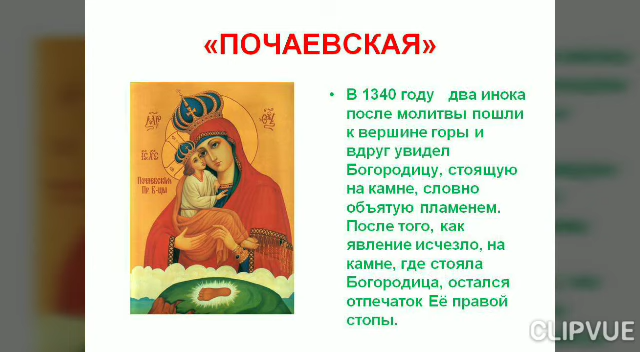 «ПОЧАЕВСКАЯ»
• В 1340 году два инока
после молитвы пошли
к вершине горы и
вдруг увидел
Богородицу, стоящую
на камне, словно
объятую пламенем.
После того, как
явление исчезло, на
камне, где стояла
Богородица, остался
отпечаток Её правой
стопы.
Почаевская
CLIPVUE